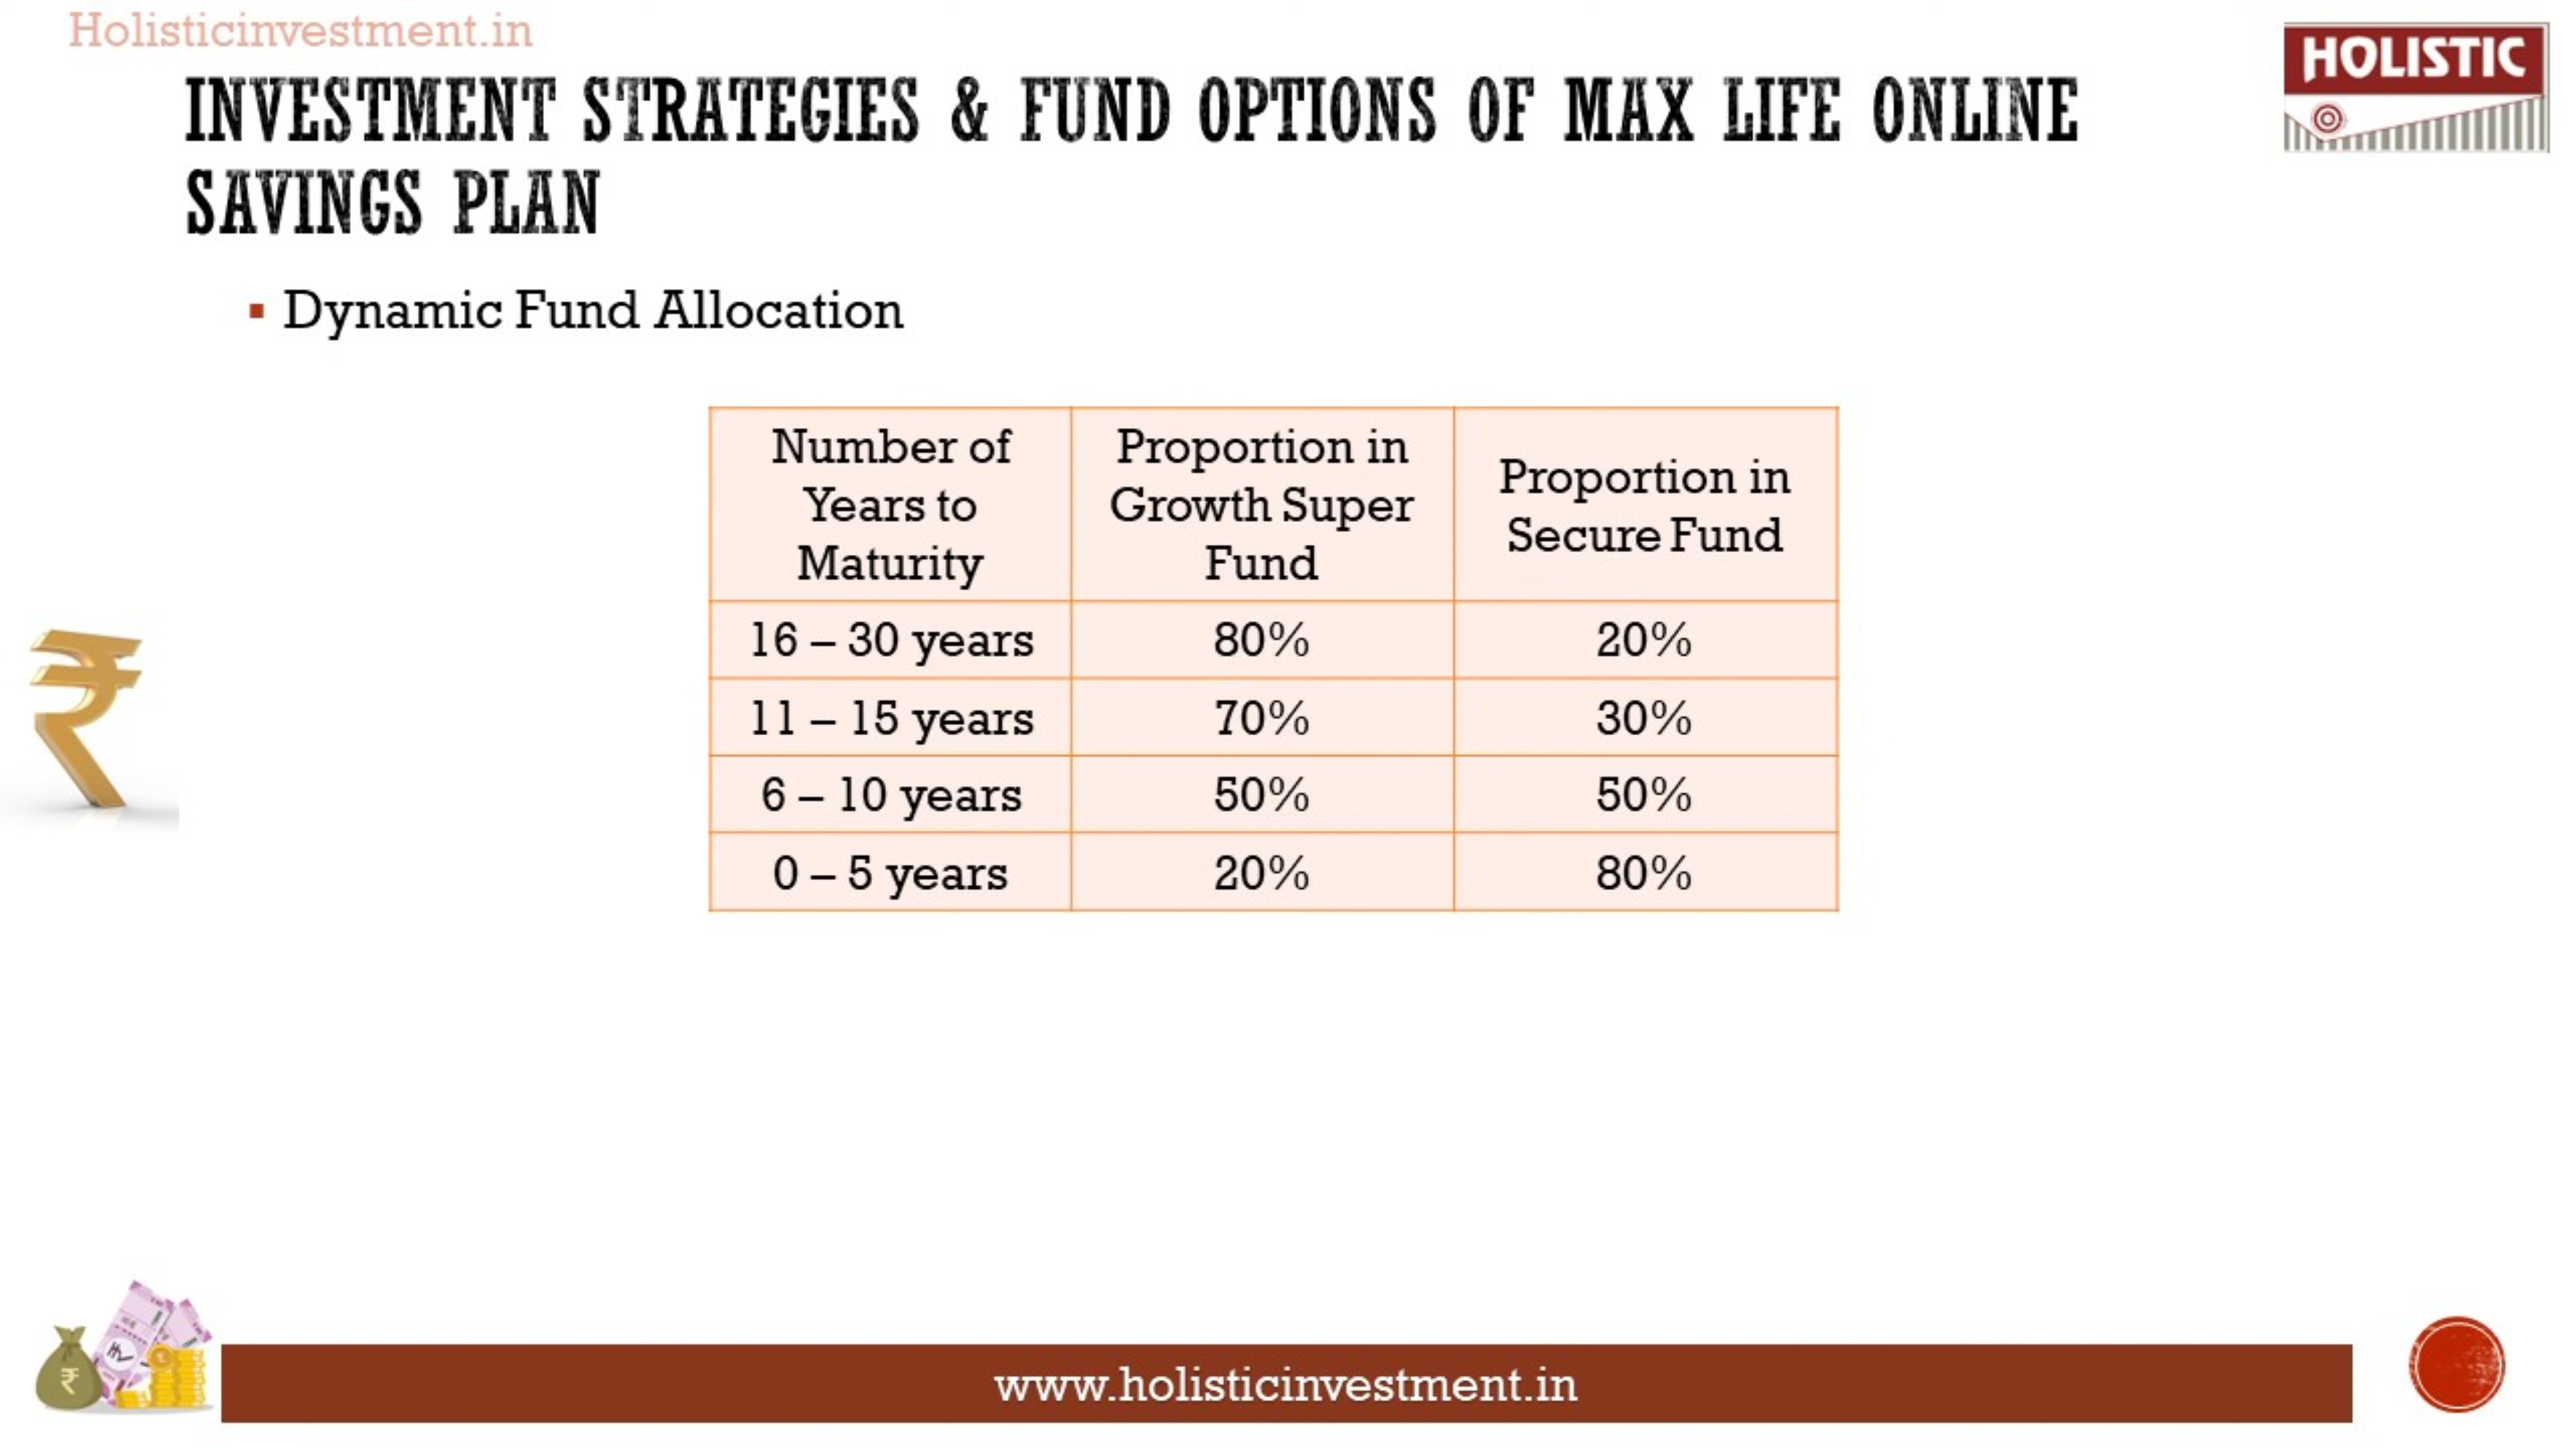 Holisticinvestment.in
HOLISTIC
INVESTMENT STRATEGIES & FUND OPTIONS OF MAX LIFE ONLINE
SAVINGS PLAN
▪ Dynamic Fund Allocation
Number of
Years to
Maturity
Proportion in
Growth Super
Fund
Proportion in
Secure Fund
16 – 30 years 80% 20%
11 – 15 years 70% 30%
6 – 10 years 50% 50%
0 – 5 years 20% 80%
₹
₹
www.holisticinvestment.in